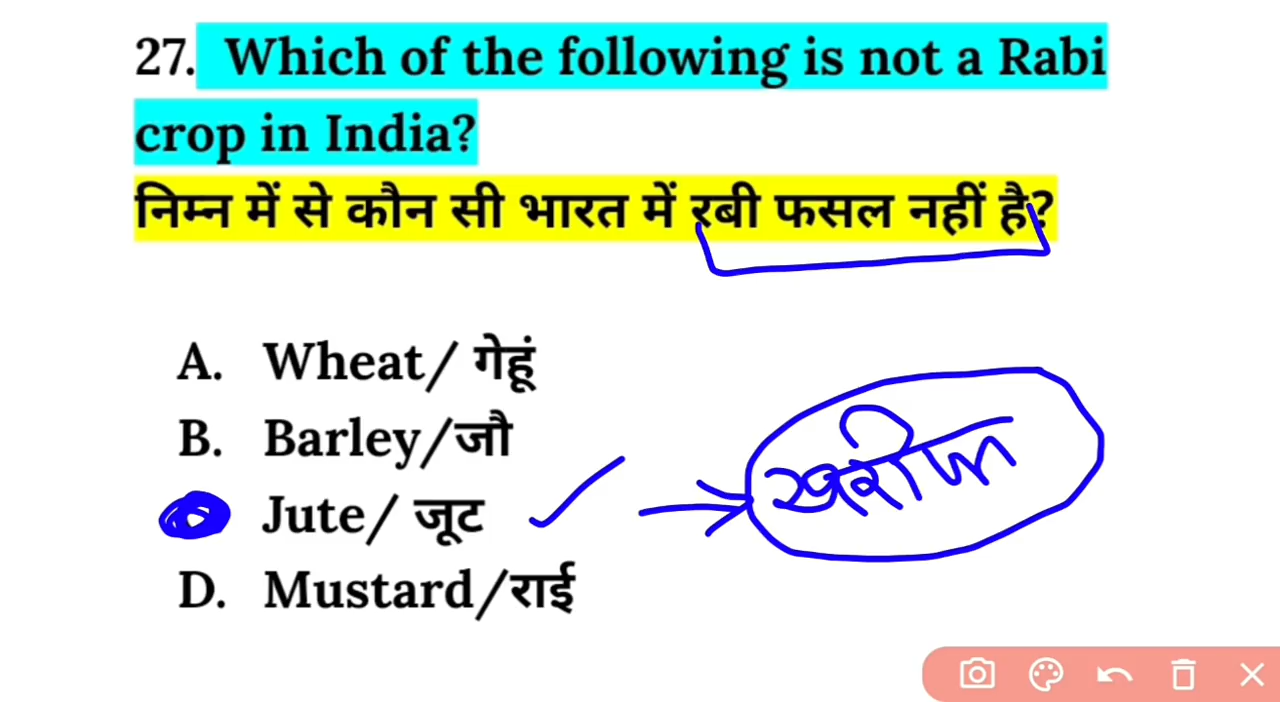 27. Which of the following is not a Rabi
crop in India?
निम्न में से कौन सी भारत में रबी फसल नहीं है?
A. Wheat/ गेहूं
B. Barley/जौ
Jute/ जूट
खरीफ
D. Mustard/राई